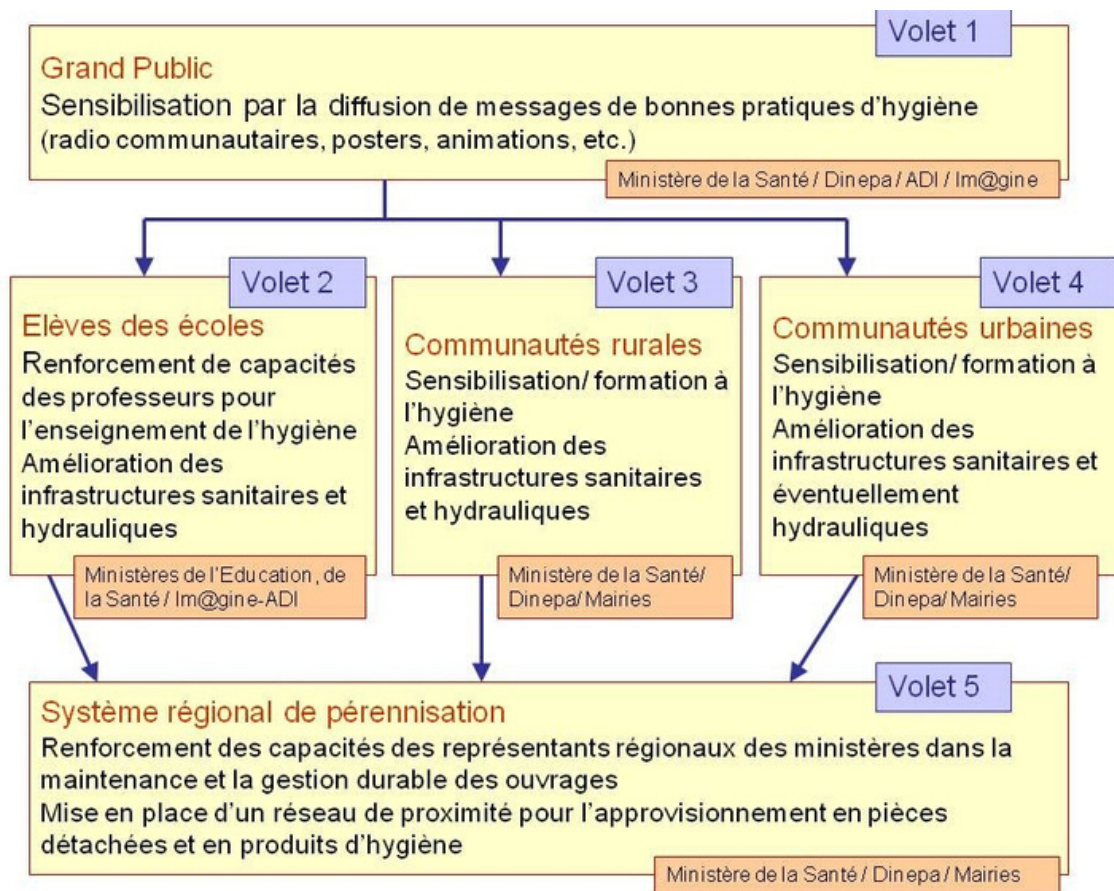 Volet 1
Grand Public
Sensibilisation par la diffusion de messages de bonnes pratiques d'hygiène
(radio communautaires, posters, animations, etc.)
Ministère de la Santé / Dinepa / ADI / Im@gine
Volet 2
Elèves des écoles
Renforcement de capacités
des professeurs pour
l'enseignement de l'hygiène
Amélioration des
infrastructures sanitaires et
hydrauliques
Ministères de l'Education, de
la Santé / Im@gine-ADI
Volet 3
Communautés rurales
Sensibilisation/ formation à
l'hygiène
Amélioration des
infrastructures sanitaires
et hydrauliques
Ministère de la Santé/
Dinepa/ Mairies
Volet 4
Communautés urbaines
Sensibilisation/ formation à
l'hygiène
Amélioration des
infrastructures sanitaires et
éventuellement
hydrauliques
Ministère de la Santé/
Dinepa/ Mairies
Volet 5
Système régional de pérennisation
Renforcement des capacités des représentants régionaux des ministères dans la
maintenance et la gestion durable des ouvrages
Mise en place d'un réseau de proximité pour l'approvisionnement en pièces
détachées et en produits d'hygiène
Ministère de la Santé / Dinepa / Mairies